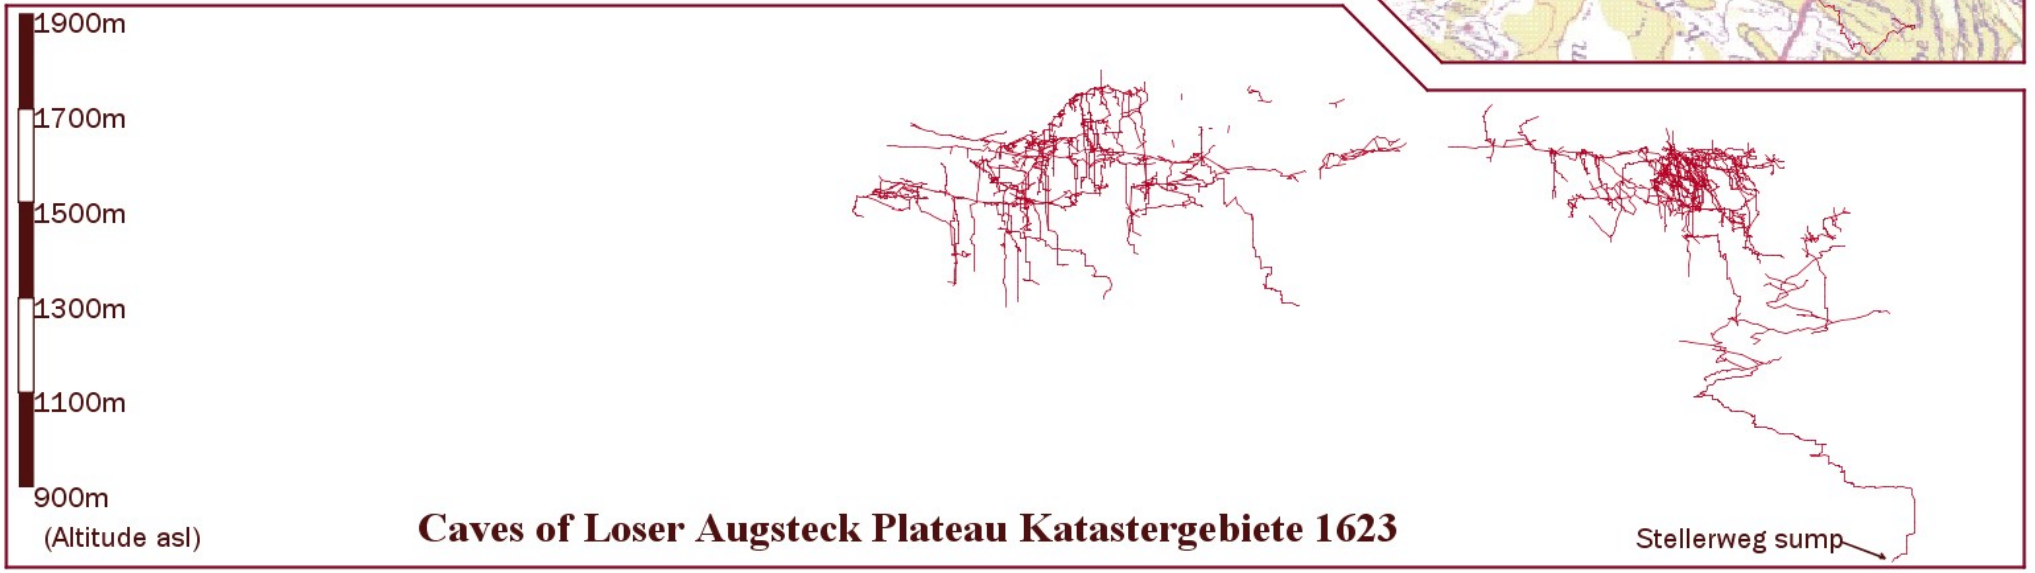 1900m
1700m
1500m
1300m
1100m
900m
(Altitude asl)
Caves of Loser Augsteck Plateau Katastergebiete 1623
Stellerweg sump